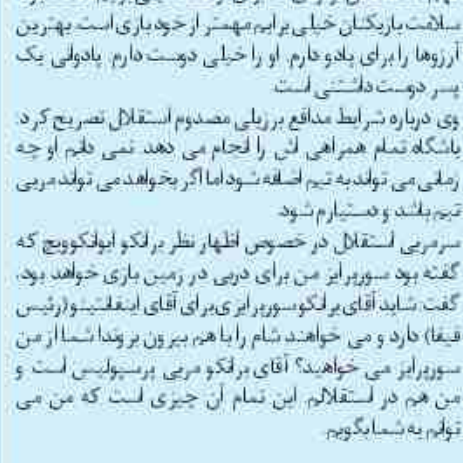 سلامت بازیکنان خیلی برایم مهمتر از خود بازی است. بهترین
آرزوها را برای پادو دارم. او را خیلی دوست دارم. پادوانی یک
پسر دوست داشتنی است.
وی درباره شرایط مدافع برزیلی مصدوم استقلال تصریح کرد:
باشگاه تمام همراهی اش را انجام می دهد. نمی دانم او چه
زمانی می تواند به تیم اضافه شود اما اگر بخواهد می تواند مربی
تیم باشد و دستیارم شود.
سرمربی استقلال در خصوص اظهار نظر برانکو ایوانکوویچ که
گفته بود سورپرایز من برای دربی در زمین بازی خواهد بود،
گفت: شاید آقای برانکو سورپرایزی برای آقای اینفانتینو (رئیس
فیفا) دارد و می خواهند شام را با هم بیرون بروند! شما از من
سورپرایز می خواهید؟ آقای برانکو مربی پرسپولیس است و
من هم در استقلالم. این تمام آن چیزی است که من می
توانم به شما بگویم.